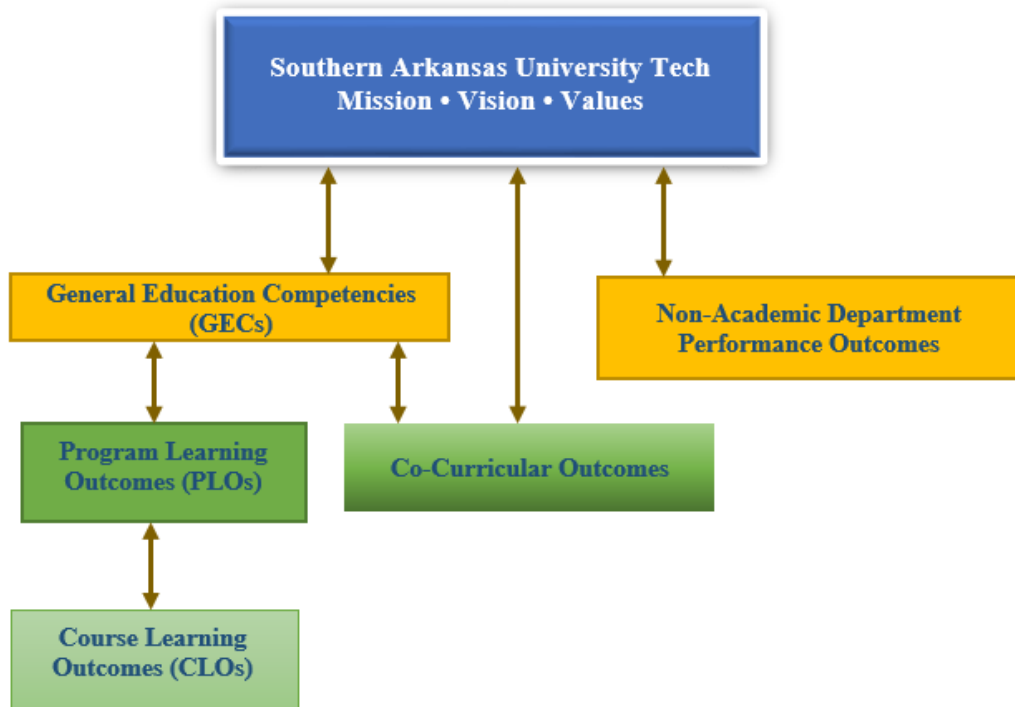 Southern Arkansas University Tech
Mission • Vision • Values
General Education Competencies
(GECs)
Non-Academic Department
Performance Outcomes
Program Learning
Outcomes (PLOs)
Co-Curricular Outcomes
Course Learning
Outcomes (CLOs)